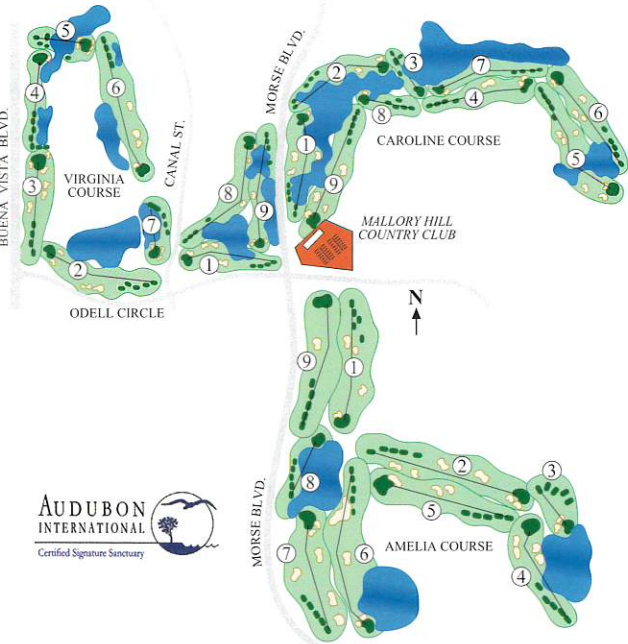 5
6
4
BUENA VISTA BLVD.
3
VIRGINIA
COURSE
CANAL ST.
7
2
ODELL CIRCLE
MORSE BLVD.
8
9
1
2
3
7
4
8
1
6
5
9
CAROLINE COURSE
MALLORY HILL
COUNTRY CLUB
N
9
1
8
2
3
5
MORSE BLVD.
7
6
AMELIA COURSE
4
AUDUBON
INTERNATIONAL
Certified Signature Sanctuary